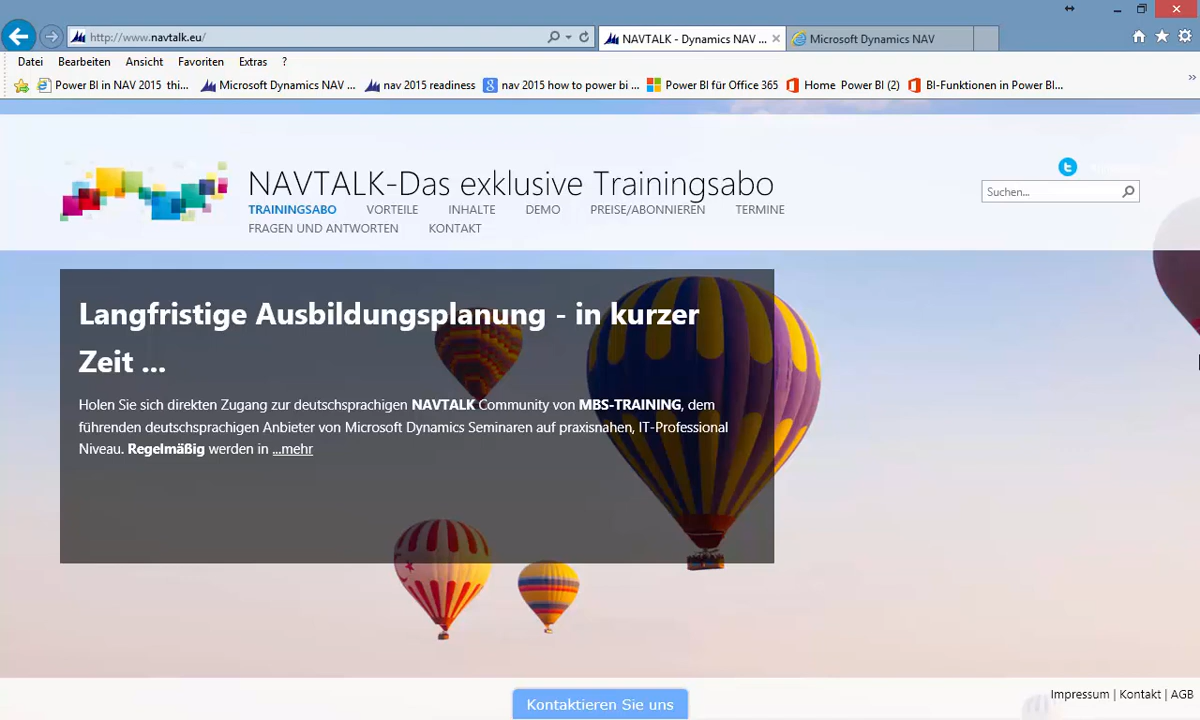 http://www.navtalk.eu/
NAVTALK - Dynamics NAV ...
Microsoft Dynamics NAV
Datei Bearbeiten Ansicht Favoriten Extras ?
Power BI in NAV 2015 thi... Microsoft Dynamics NAV ... nav 2015 readiness nav 2015 how to power bi ... Power BI für Office 365 Home Power BI (2) BI-Funktionen in Power BI...
NAVTALK-Das exklusive Trainingsabo
Suchen...
TRAININGSABO VORTEILE INHALTE DEMO PREISE/ABONNIEREN TERMINE
FRAGEN UND ANTWORTEN KONTAKT
Langfristige Ausbildungsplanung - in kurzer
Zeit ...
Holen Sie sich direkten Zugang zur deutschsprachigen NAVTALK Community von MBS-TRAINING, dem
führenden deutschsprachigen Anbieter von Microsoft Dynamics Seminaren auf praxisnahen, IT-Professional
Niveau. Regelmäßig werden in ...mehr
Impressum | Kontakt | AGB
Kontaktieren Sie uns